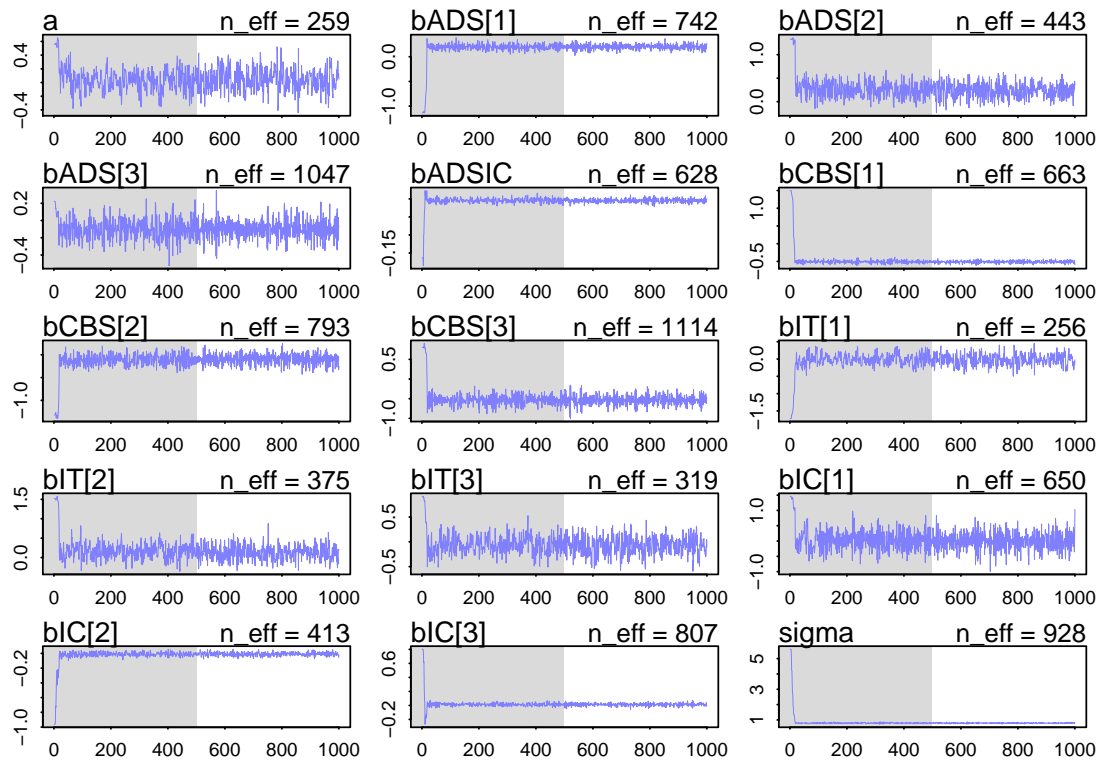 a n_eff = 259 bADS[1] n_eff = 742 bADS[2] n_eff = 443
−0.4 0.4 −1.0 0.0 0.0 1.0
0 200 400 600 800 1000 0 200 400 600 800 1000 0 200 400 600 800 1000
bADS[3] n_eff = 1047 bADSIC n_eff = 628 bCBS[1] n_eff = 663
−0.4 0.2 −0.15 −0.5 1.0
0 200 400 600 800 1000 0 200 400 600 800 1000 0 200 400 600 800 1000
bCBS[2] n_eff = 793 bCBS[3] n_eff = 1114 bIT[1] n_eff = 256
−1.0 −1.0 0.5 −1.5 0.0
0 200 400 600 800 1000 0 200 400 600 800 1000 0 200 400 600 800 1000
bIT[2] n_eff = 375 bIT[3] n_eff = 319 bIC[1] n_eff = 650
0.0 1.5 −0.5 0.5 −1.0 1.0
0 200 400 600 800 1000 0 200 400 600 800 1000 0 200 400 600 800 1000
bIC[2] n_eff = 413 bIC[3] n_eff = 807 sigma n_eff = 928
−1.0 −0.2 −0.2 0.6 1 3 5
0 200 400 600 800 1000 0 200 400 600 800 1000 0 200 400 600 800 1000